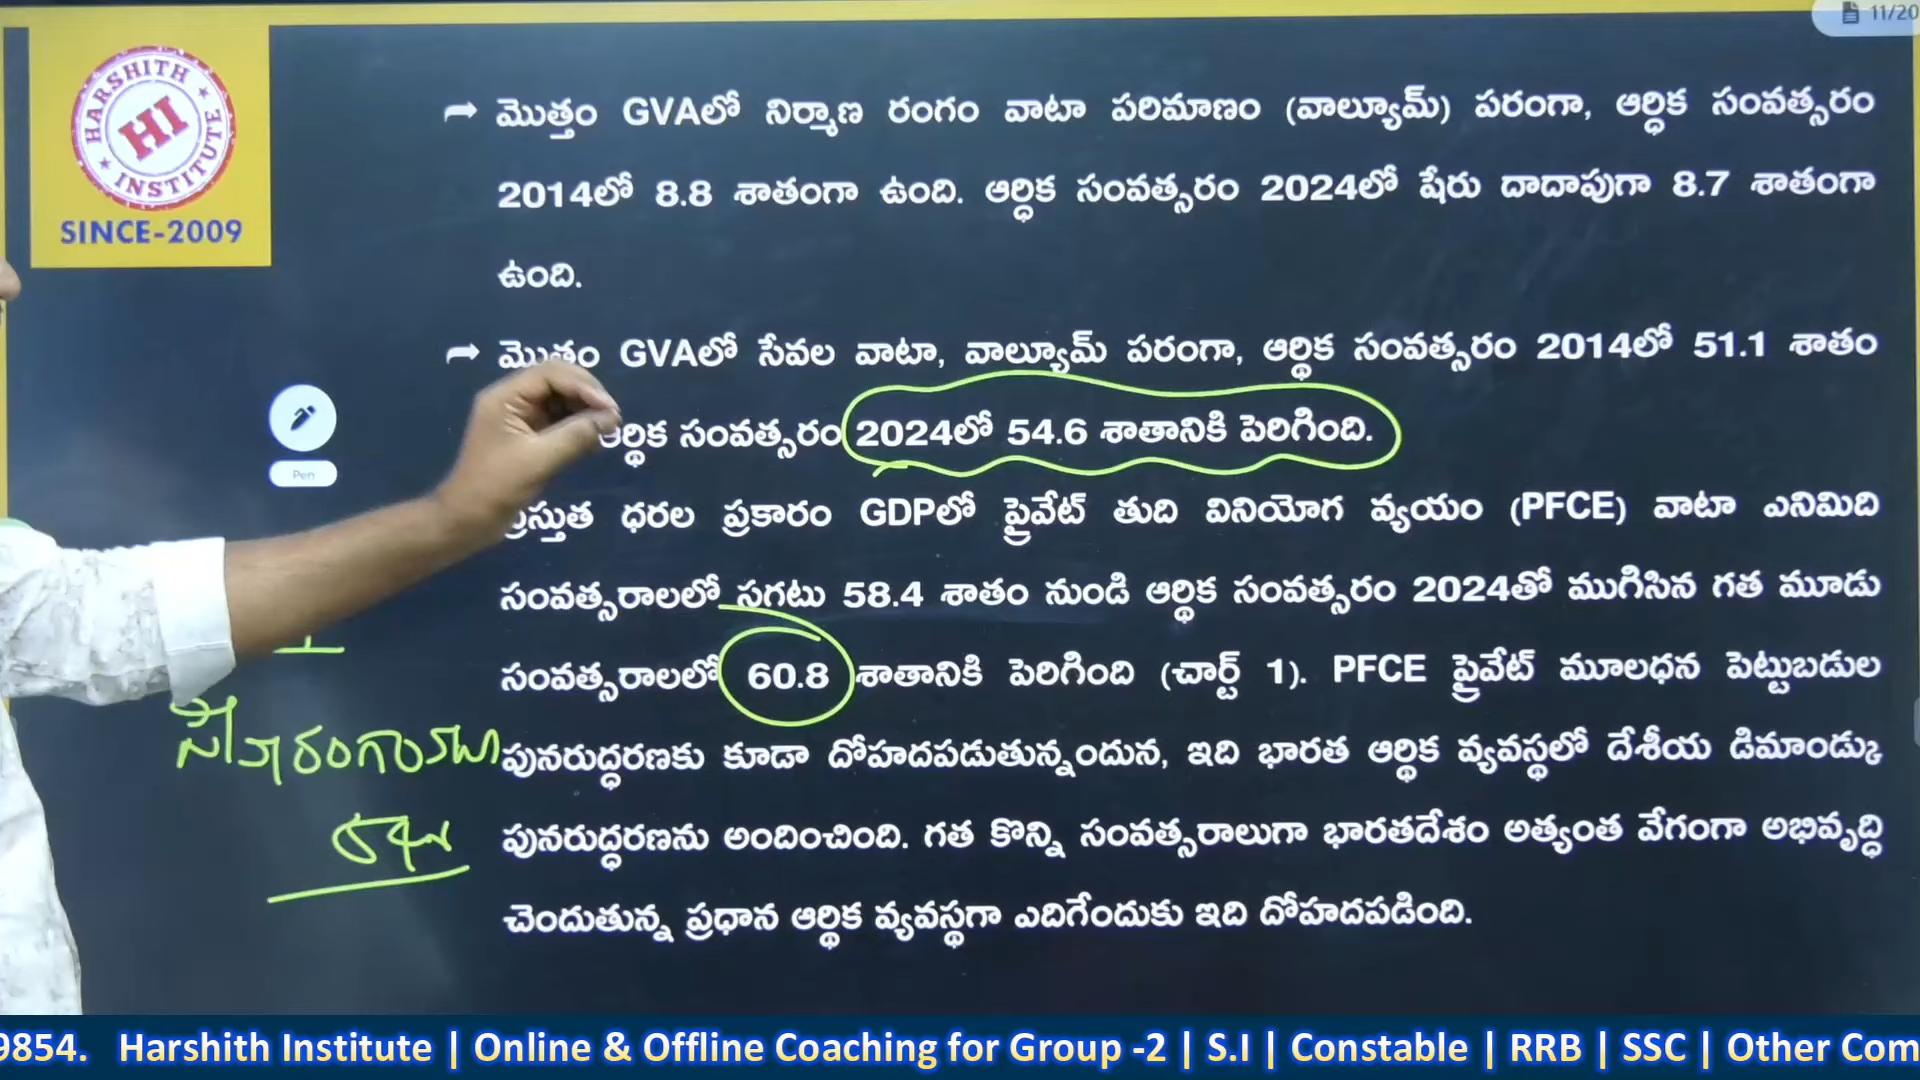 11/20
HARSHITH
HI
INSTITUTE
SINCE-2009
మొత్తం GVAలో నిర్మాణ రంగం వాటా పరిమాణం (వాల్యూమ్) పరంగా, ఆర్ధిక సంవత్సరం
2014లో 8.8 శాతంగా ఉంది. ఆర్ధిక సంవత్సరం 2024లో షేరు దాదాపుగా 8.7 శాతంగా
ఉంది.
మొత్తం GVAలో సేవల వాటా, వాల్యూమ్ పరంగా, ఆర్థిక సంవత్సరం 2014లో 51.1 శాతం
ఆర్థిక సంవత్సరం 2024లో 54.6 శాతానికి పెరిగింది.
Pen
ప్రస్తుత ధరల ప్రకారం GDPలో ప్రైవేట్ తుది వినియోగ వ్యయం (PFCE) వాటా ఎనిమిది
సంవత్సరాలలో సగటు 58.4 శాతం నుండి ఆర్థిక సంవత్సరం 2024తో ముగిసిన గత మూడు
సంవత్సరాలలో 60.8 శాతానికి పెరిగింది (చార్ట్ 1). PFCE ప్రైవేట్ మూలధన పెట్టుబడుల
పునరుద్ధరణకు కూడా దోహదపడుతున్నందున, ఇది భారత ఆర్థిక వ్యవస్థలో దేశీయ డిమాండ్కు
పునరుద్ధరణను అందించింది. గత కొన్ని సంవత్సరాలుగా భారతదేశం అత్యంత వేగంగా అభివృద్ధి
చెందుతున్న ప్రధాన ఆర్థిక వ్యవస్థగా ఎదిగేందుకు ఇది దోహదపడింది.
9854. Harshith Institute | Online & Offline Coaching for Group -2 | S.I | Constable | RRB | SSC | Other Com